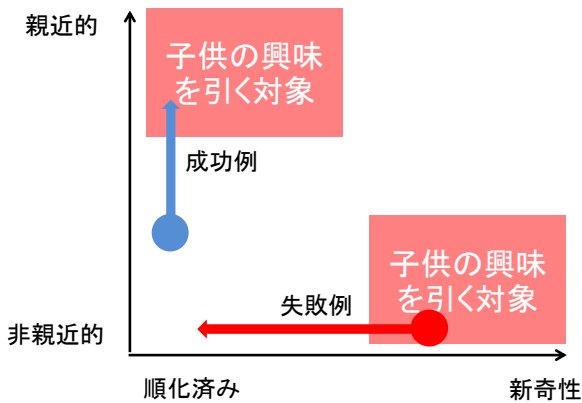 親近的
子供の興味
を引く対象
成功例
子供の興味
を引く対象
失敗例
非親近的
順化済み
新奇性